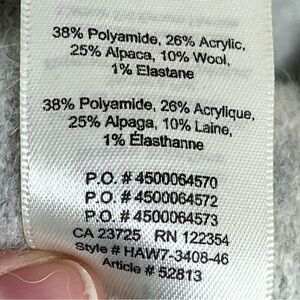 38% Polyamide, 26% Acrylic,
25% Alpaca, 10% Wool,
1% Elastane
38% Polyamide, 26% Acrylique,
25% Alpaga, 10% Laine,
1% Élasthanne
P.O. # 4500064570
P.O. # 4500064572
P.O. # 4500064573
CA 23725 RN 122354
Style # HAW7-3408-46
Article # 52813